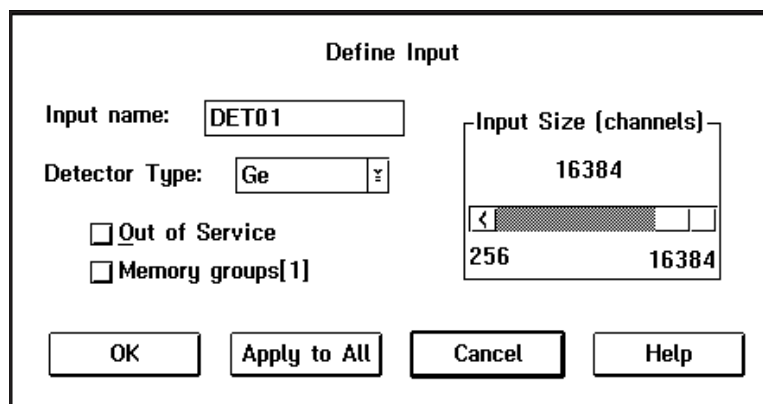 Define Input
Input name: DET01
Input Size (channels)
16384
Detector Type: Ge
256 16384
Out of Service
Memory groups[1]
OK Apply to All Cancel Help